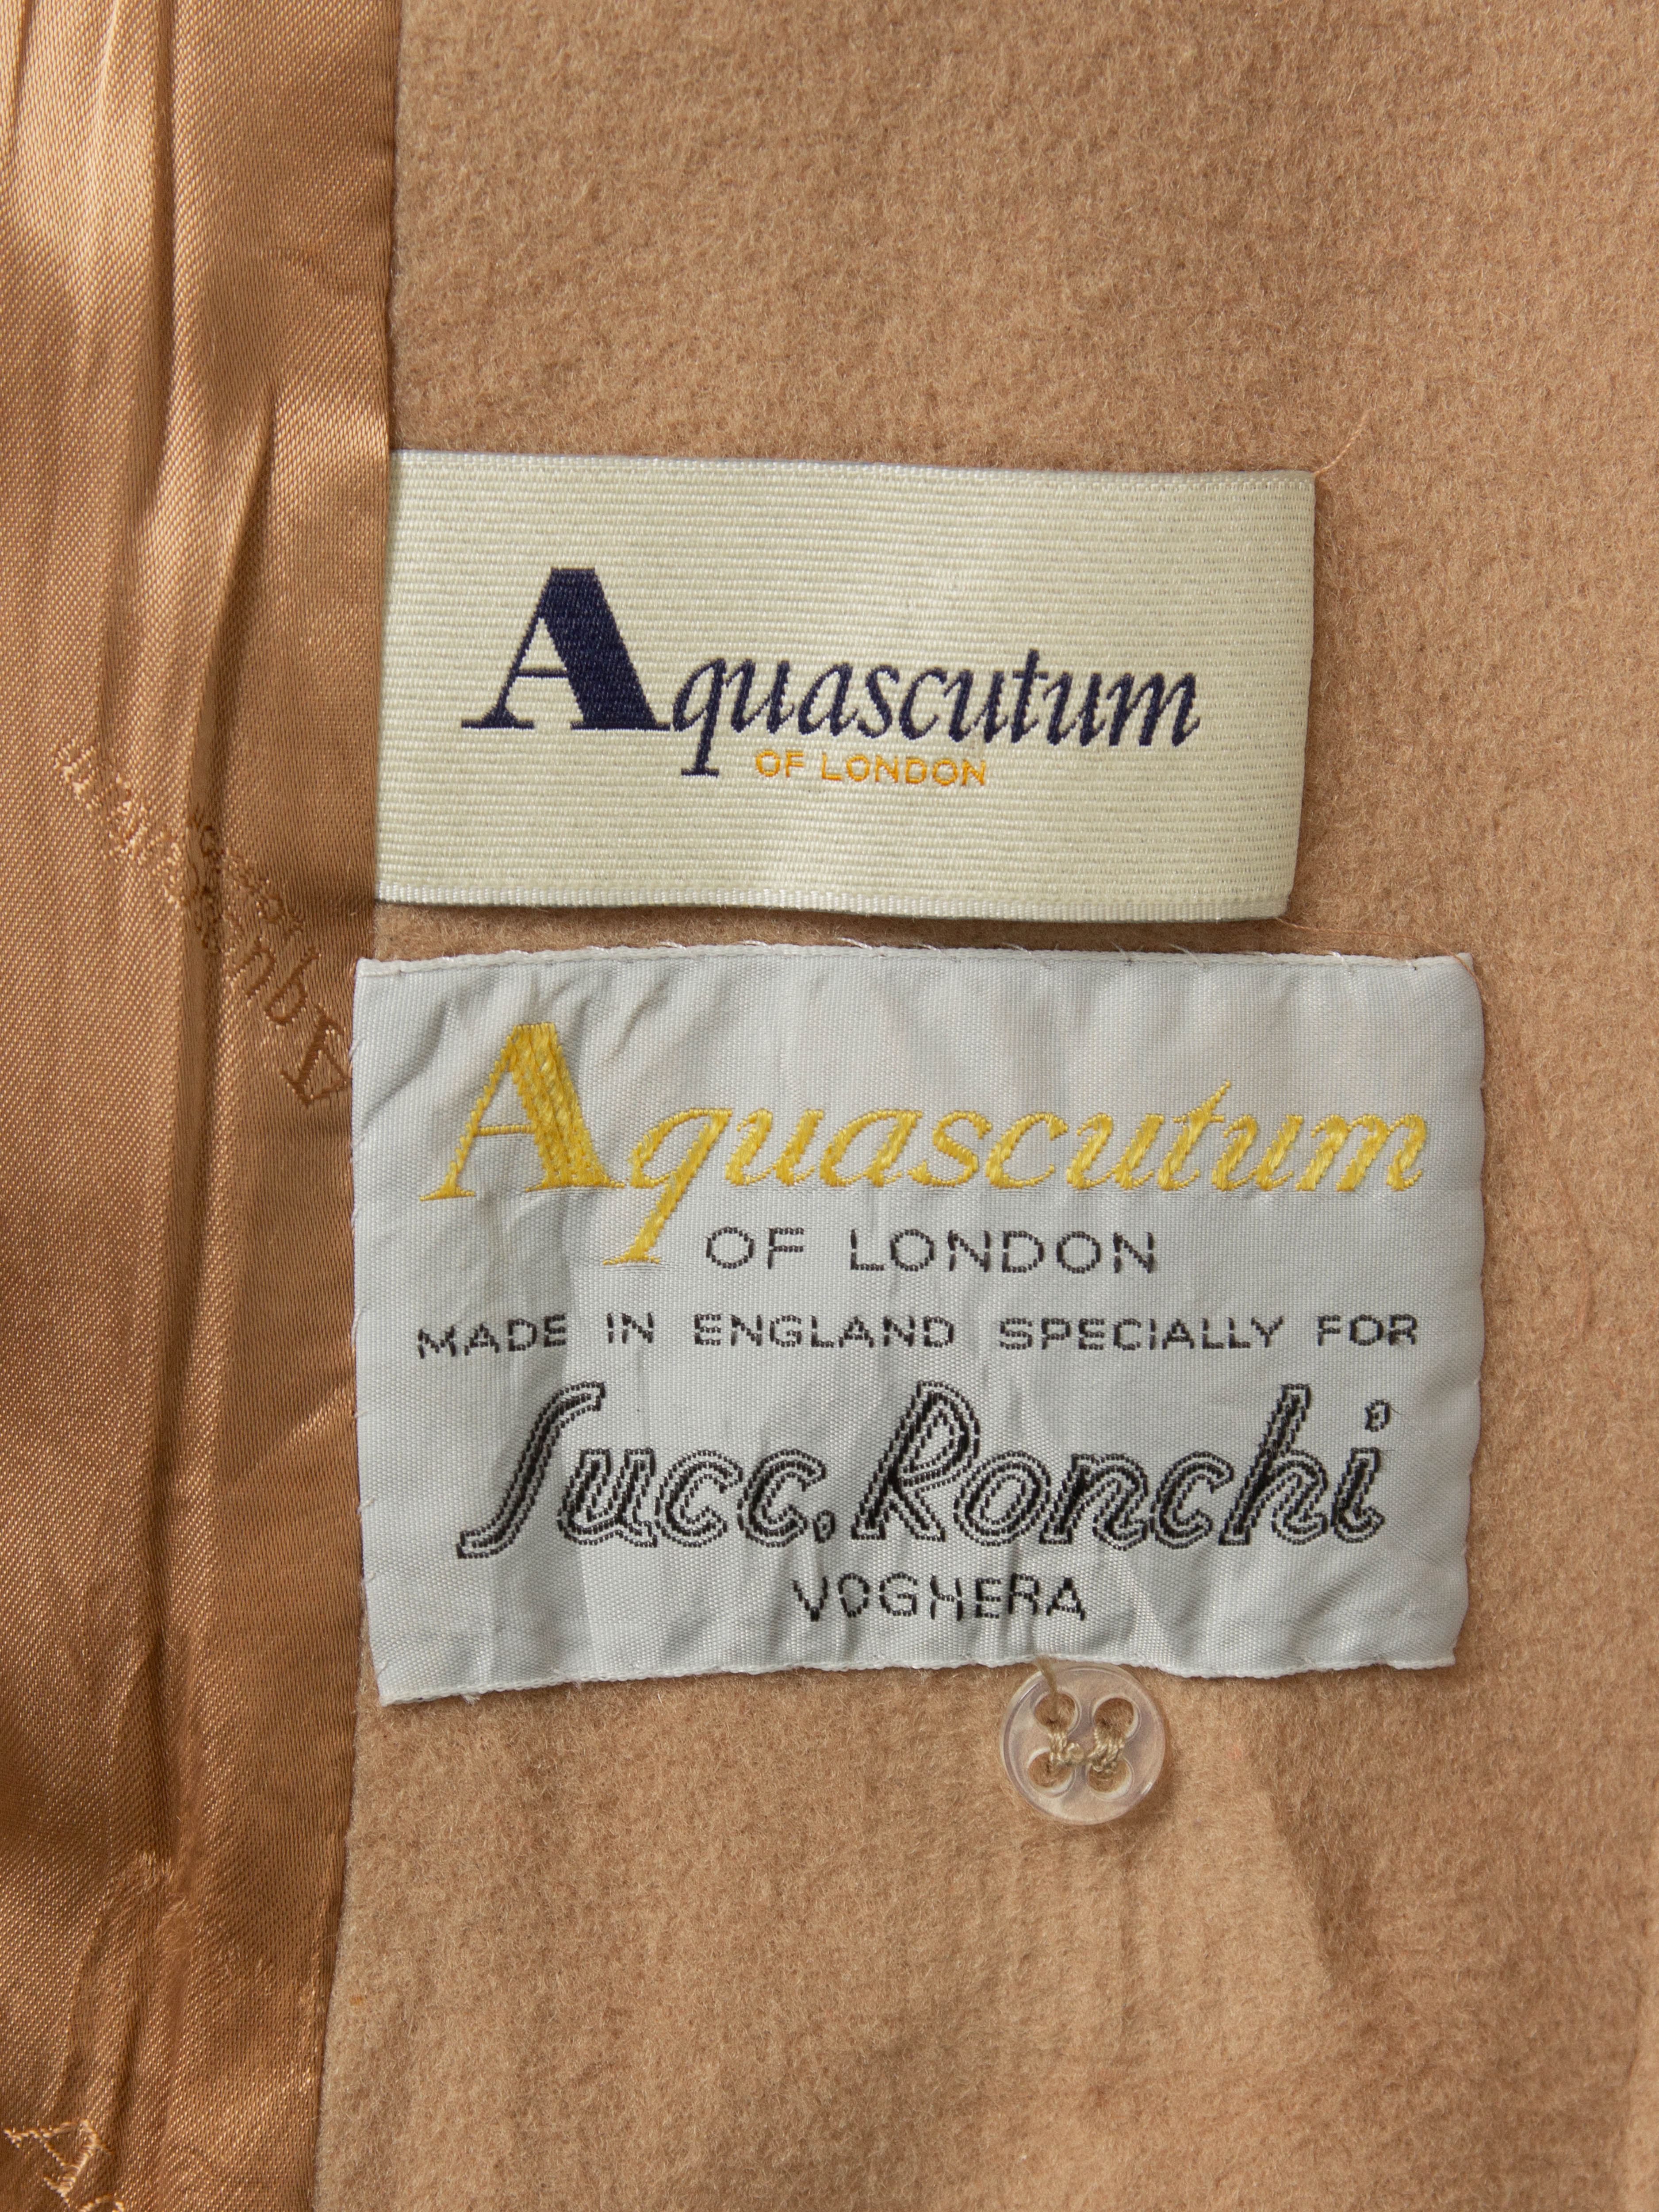 Aquascutum
OF LONDON
Aquascutum
OF LONDON
MADE IN ENGLAND SPECIALLY FOR
Succ. Ronchi
VOGHERA